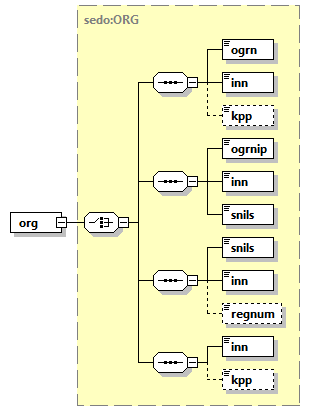 sedo:ORG
ogrn
inn
kpp
ogrnip
inn
snils
org
snils
inn
regnum
inn
kpp